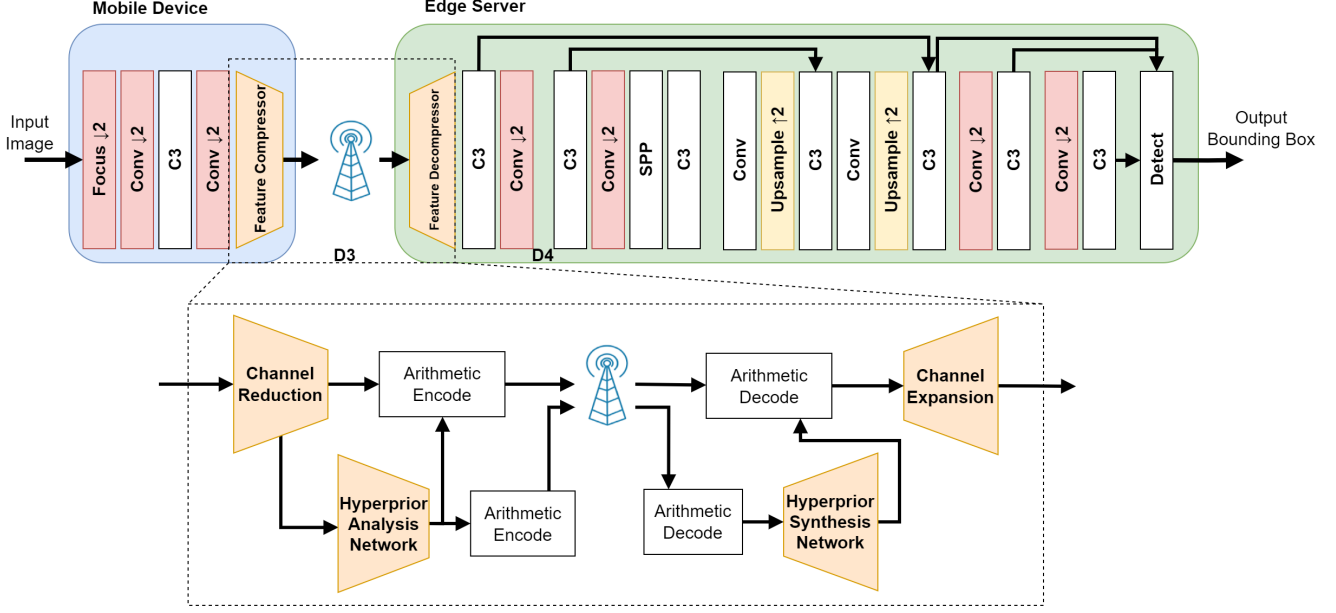 Mobile Device
Edge Server
Input
Image
Focus ↓2
Conv ↓2
C3
Conv ↓2
Feature Compressor
D3
Feature Decompressor
C3
Conv ↓2
D4
C3
Conv ↓2
SPP
C3
Conv
Upsample ↑2
C3
Conv
Upsample ↑2
C3
Conv ↓2
C3
Conv ↓2
C3
Detect
Output
Bounding Box
Channel
Reduction
Arithmetic
Encode
Hyperprior
Analysis
Network
Arithmetic
Encode
Arithmetic
Decode
Arithmetic
Decode
Hyperprior
Synthesis
Network
Channel
Expansion